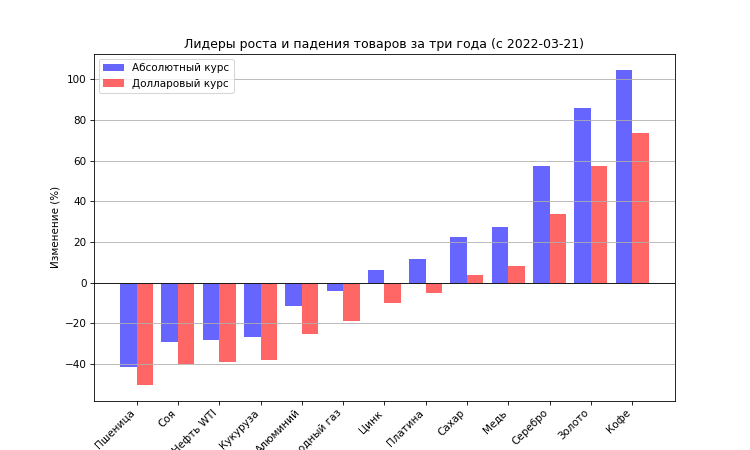 Лидеры роста и падения товаров за три года (с 2022-03-21)
Абсолютный курс
Долларовый курс
Изменение (%)
100
80
60
40
20
0
−20
−40
Пшеница
Соя
Нефть WTI
Кукуруза
Алюминий
одный газ
Цинк
Платина
Сахар
Медь
Серебро
Золото
Кофе